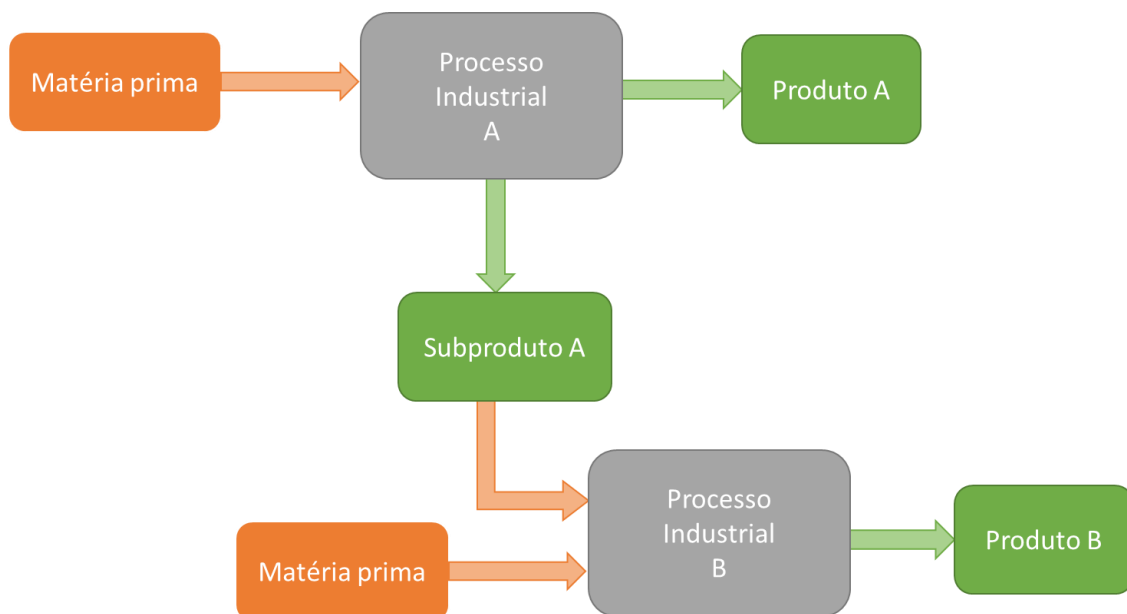 Matéria prima
Processo
Industrial
A
Produto A
Subproduto A
Processo
Industrial
B
Matéria prima
Produto B